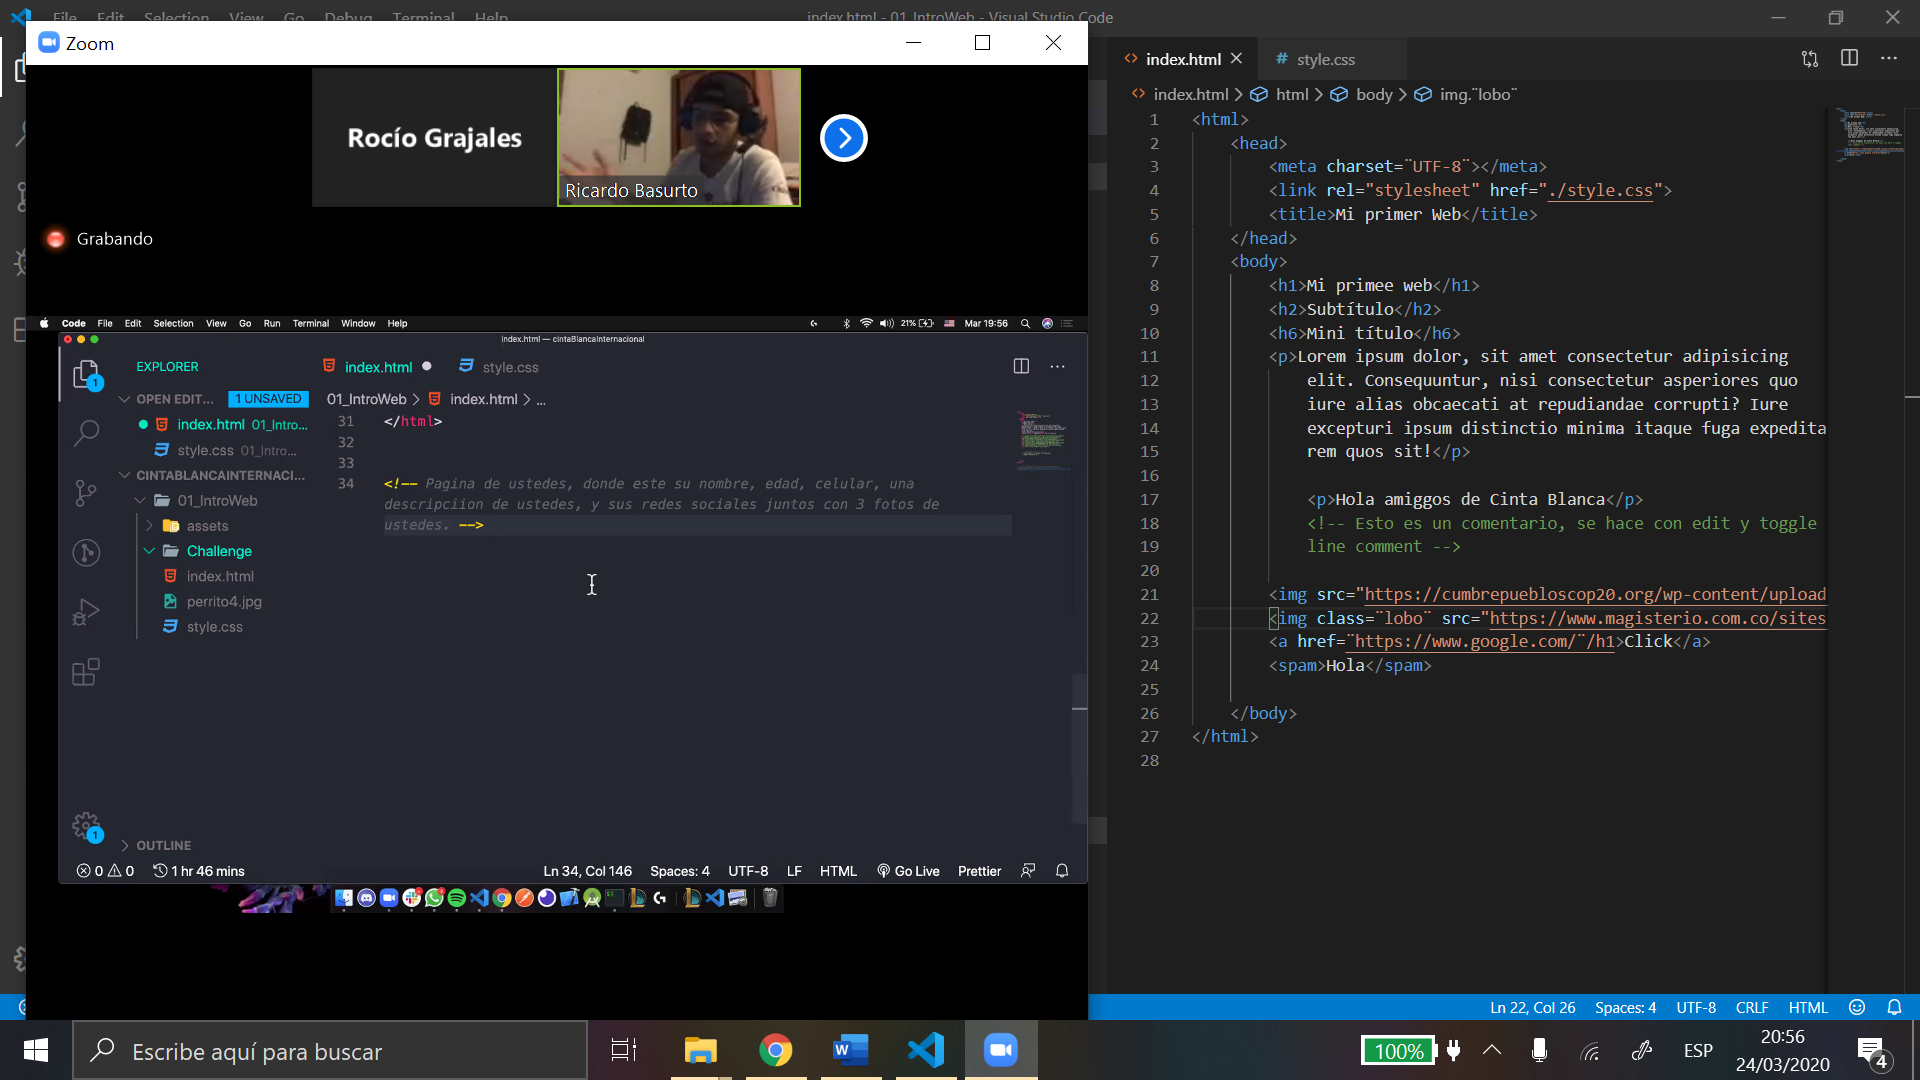 File Edit Selection View Go Debug Terminal Help
index.html - 01_IntroWeb - Visual Studio Code
Zoom
Rocío Grajales
Ricardo Basurto
Grabando
Code File Edit Selection View Go Run Terminal Window Help
21%
Mar 19:56
index.html — cintaBlancaInternacional
EXPLORER
index.html
style.css
OPEN EDIT...
1 UNSAVED
01_IntroWeb > index.html > ...
index.html 01_Intro...
style.css 01_Intro...
CINTABLANCAINTERNACI...
01_IntroWeb
assets
Challenge
index.html
perrito4.jpg
style.css
OUTLINE
31 </html>
32
33
34 <!-- Pagina de ustedes, donde este su nombre, edad, celular, una
descripciion de ustedes, y sus redes sociales juntos con 3 fotos de
ustedes. -->
1
1
0 0 1 hr 46 mins
Ln 34, Col 146 Spaces: 4 UTF-8 LF HTML Go Live Prettier
index.html
style.css
index.html > html > body > img.¨lobo¨
1 <html>
2 <head>
3 <meta charset=¨UTF-8¨></meta>
4 <link rel="stylesheet" href="./style.css">
5 <title>Mi primer Web</title>
6 </head>
7 <body>
8 <h1>Mi primee web</h1>
9 <h2>Subtítulo</h2>
10 <h6>Mini título</h6>
11 <p>Lorem ipsum dolor, sit amet consectetur adipisicing
12 elit. Consequuntur, nisi consectetur asperiores quo
13 iure alias obcaecati at repudiandae corrupti? Iure
14 excepturi ipsum distinctio minima itaque fuga expedita
15 rem quos sit!</p>
16
17 <p>Hola amiggos de Cinta Blanca</p>
18 <!-- Esto es un comentario, se hace con edit y toggle
19 line comment -->
20
21 <img src="https://cumbrepuebloscop20.org/wp-content/upload
22 <img class=¨lobo¨ src="https://www.magisterio.com.co/sites
23 <a href=¨https://www.google.com/¨/h1>Click</a>
24 <spam>Hola</spam>
25
26 </body>
27 </html>
28
Ln 22, Col 26 Spaces: 4 UTF-8 CRLF HTML
Escribe aquí para buscar
100%
ESP
20:56
24/03/2020
4